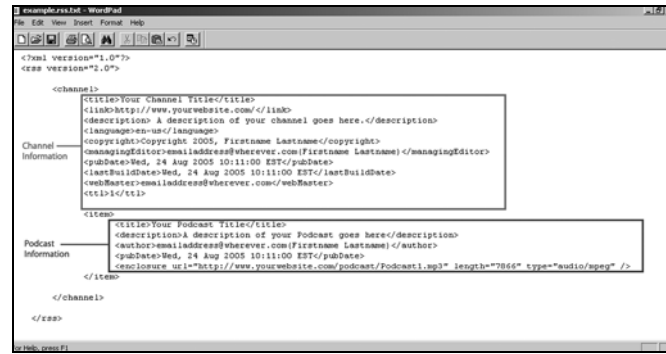 example.rss.txt - WordPad
File Edit View Insert Format Help
<?xml version="1.0"?>
<rss version="2.0">
<channel>
<title>Your Channel Title</title>
<link>http://www.yourwebsite.com/</link>
<description> A description of your channel goes here.</description>
<language>en-us</language>
<copyright>Copyright 2005, Firstname Lastname</copyright>
<managingEditor>emailaddress@wherever.com(Firstname Lastname)</managingEditor>
<pubDate>Wed, 24 Aug 2005 10:11:00 EST</pubDate>
<lastBuildDate>Wed, 24 Aug 2005 10:11:00 EST</lastBuildDate>
<webMaster>emailaddress@wherever.com</webMaster>
<ttl>1</ttl>
Channel
Information
<item>
<title>Your Podcast Title</title>
<description>A description of your Podcast goes here</description>
<author>emailaddress@wherever.com(Firstname Lastname)</author>
<pubDate>Wed, 24 Aug 2005 10:11:00 EST</pubDate>
<enclosure url="http://www.yourwebsite.com/podcast/Podcast1.mp3" length="7866" type="audio/mpeg" />
Podcast
Information
</item>
</channel>
</rss>
or Help, press F1